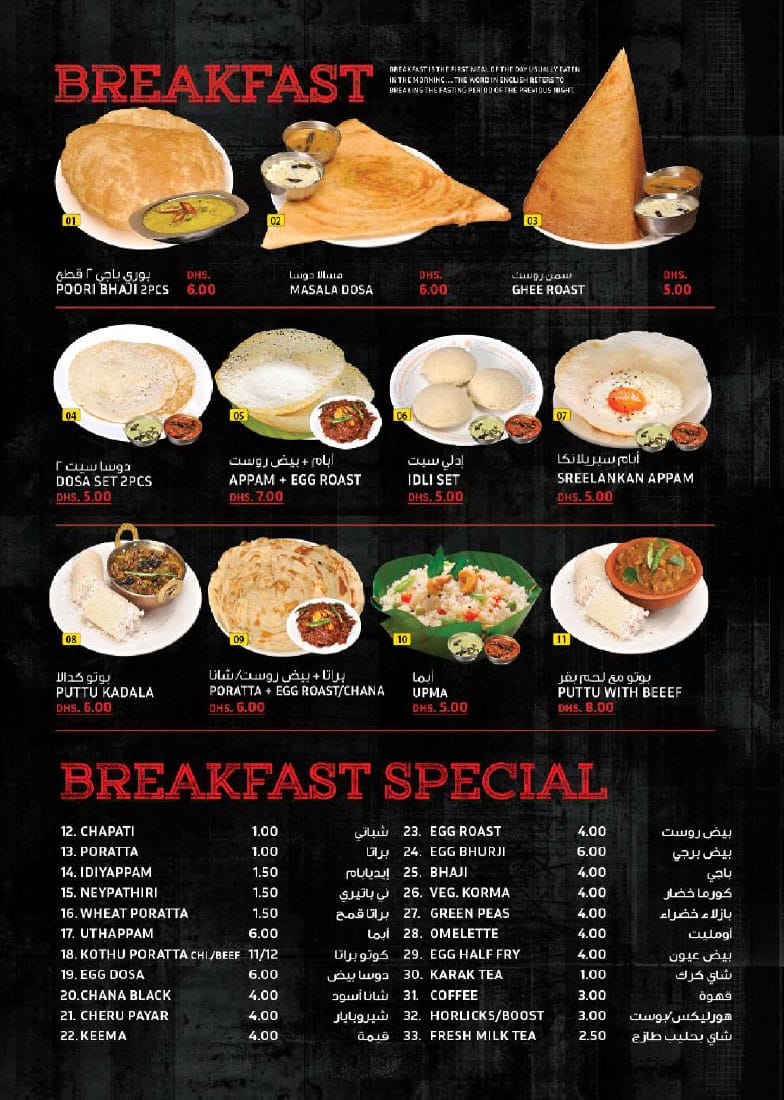 BREAKFAST
BREAKFAST IS THE FIRST MEAL OF THE DAY USUALLY EATEN
IN THE MORNING.... THE WORD IN ENGLISH REFERS TO
BREAKING THE FASTING PERIOD OF THE PREVIOUS NIGHT.
01
02
03
بوري باجي ٢ قطع
POORI BHAJI 2PCS
DHS.
6.00
مسالا دوسا
MASALA DOSA
DHS.
6.00
سمن روست
GHEE ROAST
DHS.
5.00
04
05
06
07
دوسا سيت ٢
DOSA SET 2PCS
DHS. 5.00
أبام + بيض روست
APPAM + EGG ROAST
DHS. 7.00
إدلي سيت
IDLI SET
DHS. 5.00
أبام سيريلانكا
SREELANKAN APPAM
DHS. 5.00
08
09
10
11
بوتو كدالا
PUTTU KADALA
DHS. 6.00
براتا + بيض روست/شانا
PORATTA + EGG ROAST/CHANA
DHS. 6.00
أبما
UPMA
DHS. 5.00
بوتو مع لحم بقر
PUTTU WITH BEEEF
DHS. 8.00
BREAKFAST SPECIAL
12. CHAPATI 1.00 شباتي
13. PORATTA 1.00 براتا
14. IDIYAPPAM 1.50 إيديابام
15. NEYPATHIRI 1.50 ني باتيري
16. WHEAT PORATTA 1.50 براتا قمح
17. UTHAPPAM 6.00 أبما
18. KOTHU PORATTA CHI./BEEF 11/12 كوتو براتا
19. EGG DOSA 6.00 دوسا بيض
20. CHANA BLACK 4.00 شانا أسود
21. CHERU PAYAR 4.00 شيروبايار
22. KEEMA 4.00 قيمة
23. EGG ROAST 4.00 بيض روست
24. EGG BHURJI 6.00 بيض برجي
25. BHAJI 4.00 باجي
26. VEG. KORMA 4.00 كورما خضار
27. GREEN PEAS 4.00 بازلاء خضراء
28. OMELETTE 4.00 أومليت
29. EGG HALF FRY 4.00 بيض عيون
30. KARAK TEA 1.00 شاي كرك
31. COFFEE 3.00 قهوة
32. HORLICKS/BOOST 3.00 هورليكس/بوست
33. FRESH MILK TEA 2.50 شاي بحليب طازج